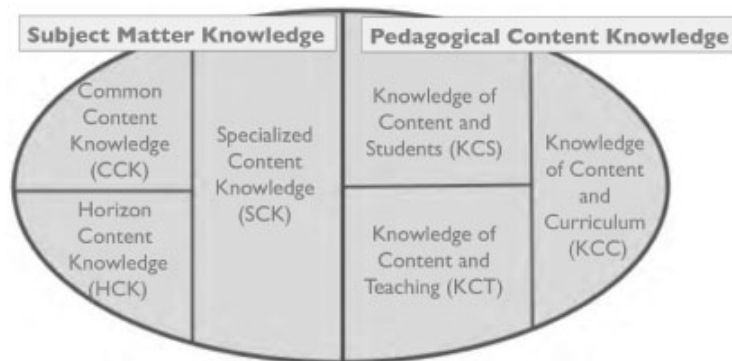 Subject Matter Knowledge
Pedagogical Content Knowledge
Common
Content
Knowledge
(CCK)
Horizon
Content
Knowledge
(HCK)
Specialized
Content
Knowledge
(SCK)
Knowledge of
Content and
Students (KCS)
Knowledge of
Content and
Teaching (KCT)
Knowledge
of Content
and
Curriculum
(KCC)